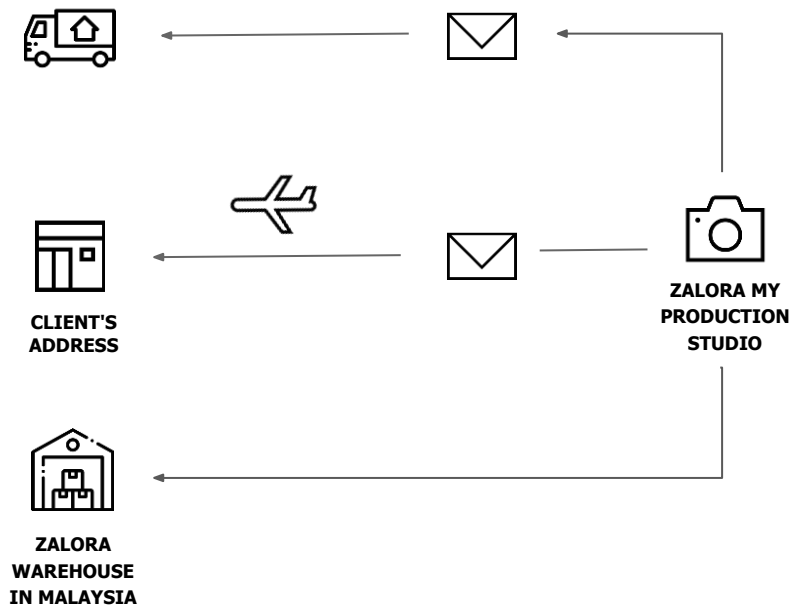 ZALORA MY
PRODUCTION
STUDIO
CLIENT'S
ADDRESS
ZALORA
WAREHOUSE
IN MALAYSIA